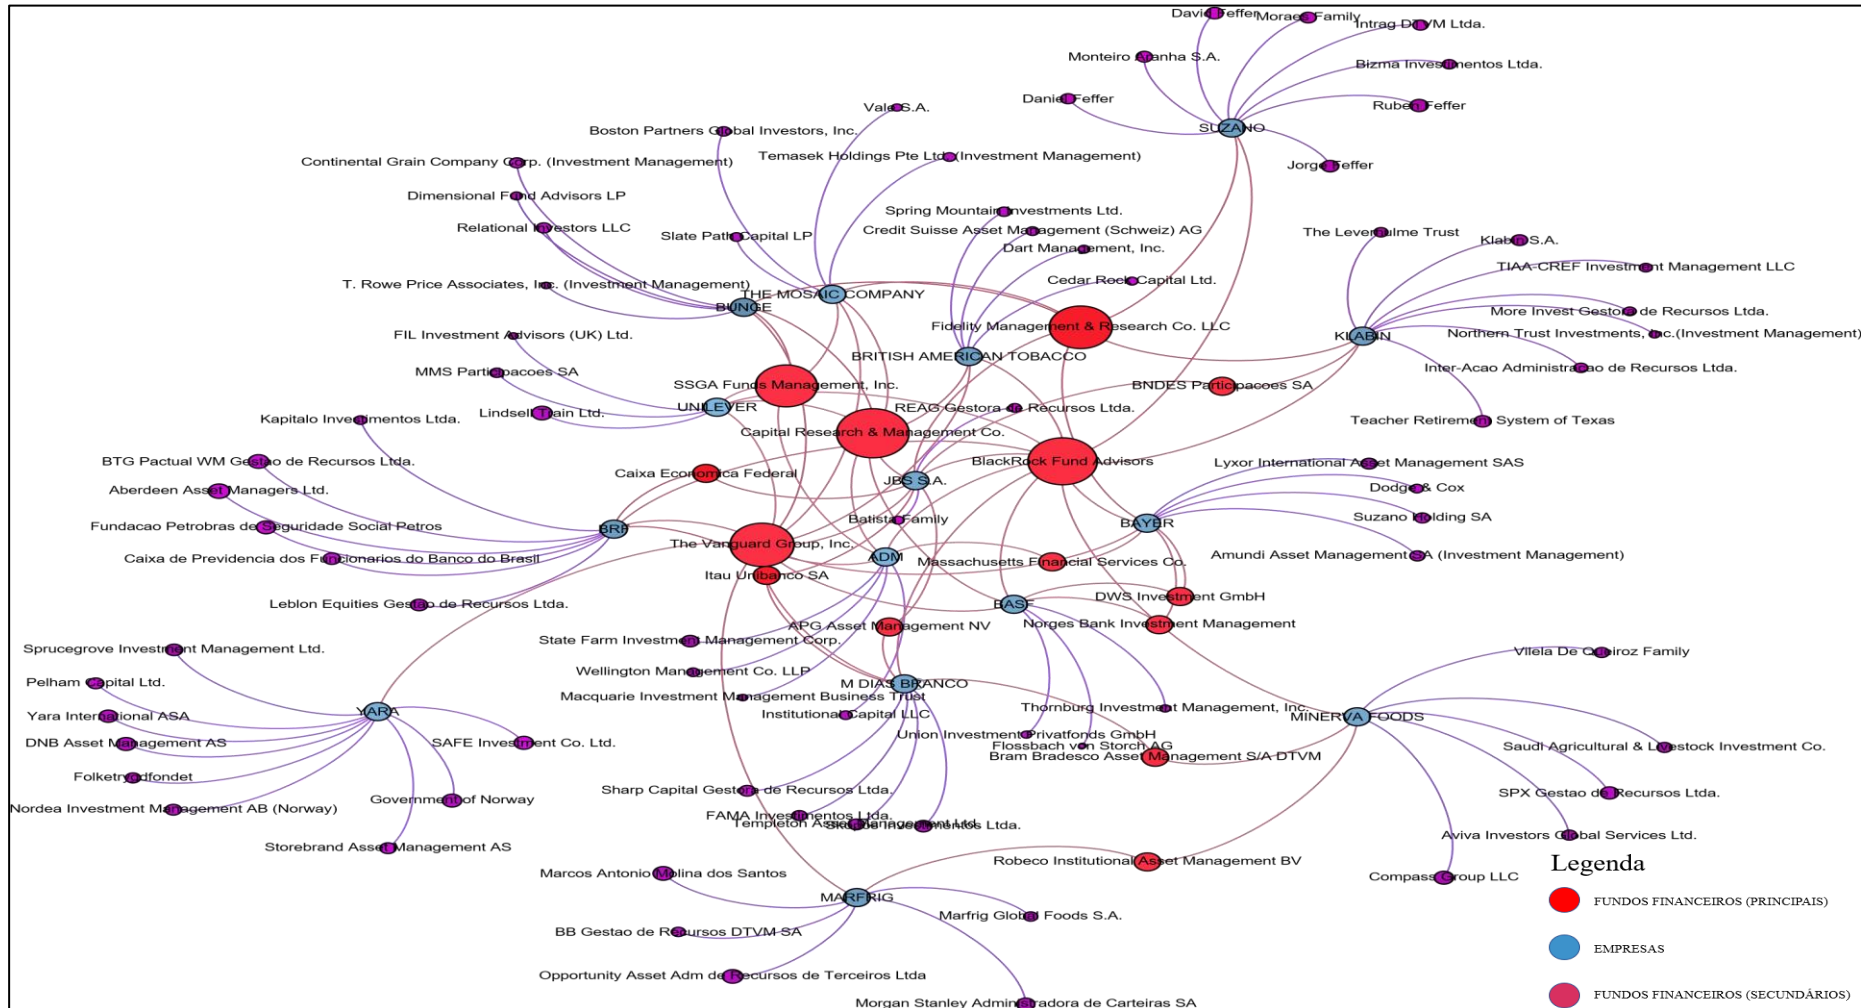 David Feffer
Moraes Family
Intrag DTVM Ltda.
Monteiro Aranha S.A.
Bizma Investimentos Ltda.
Daniel Feffer
Ruben Feffer
SUZANO
Jorge Feffer
Vale S.A.
Boston Partners Global Investors, Inc.
Temasek Holdings Pte Ltd. (Investment Management)
Continental Grain Company Corp. (Investment Management)
Dimensional Fund Advisors LP
Relational Investors LLC
Slate Path Capital LP
Spring Mountain Investments Ltd.
Credit Suisse Asset Management (Schweiz) AG
Dart Management, Inc.
Cedar Rock Capital Ltd.
The Leverhulme Trust
Klabin S.A.
TIAA-CREF Investment Management LLC
More Invest Gestora de Recursos Ltda.
Northern Trust Investments, Inc.(Investment Management)
KLABIN
Inter-Acao Administracao de Recursos Ltda.
Teacher Retirement System of Texas
T. Rowe Price Associates, Inc. (Investment Management)
THE MOSAIC COMPANY
BUNGE
Fidelity Management & Research Co. LLC
FIL Investment Advisors (UK) Ltd.
BRITISH AMERICAN TOBACCO
MMS Participacoes SA
SSGA Funds Management, Inc.
BNDES Participacoes SA
UNILEVER
REAG Gestora de Recursos Ltda.
Lindsell Train Ltd.
Kapitalo Investimentos Ltda.
Capital Research & Management Co.
BlackRock Fund Advisors
BTG Pactual WM Gestao de Recursos Ltda.
Caixa Economica Federal
JBS S.A.
Lyxor International Asset Management SAS
Dodge & Cox
Aberdeen Asset Managers Ltd.
Batista Family
Suzano Holding SA
BAYER
Fundacao Petrobras de Seguridade Social Petros
BRF
The Vanguard Group, Inc.
ADM
Massachusetts Financial Services Co.
Amundi Asset Management SA (Investment Management)
Caixa de Previdencia dos Funcionarios do Banco do Brasil
Itau Unibanco SA
Leblon Equities Gestao de Recursos Ltda.
BASF
DWS Investment GmbH
APG Asset Management NV
Norges Bank Investment Management
State Farm Investment Management Corp.
Sprucegrove Investment Management Ltd.
Vilela De Queiroz Family
Wellington Management Co. LLP
Pelham Capital Ltd.
M DIAS BRANCO
Macquarie Investment Management Business Trust
Thornburg Investment Management, Inc.
Institutional Capital LLC
YARA
Yara International ASA
MINERVA FOODS
Union Investment Privatfonds GmbH
DNB Asset Management AS
SAFE Investment Co. Ltd.
Flossbach von Storch AG
Saudi Agricultural & Livestock Investment Co.
Bram Bradesco Asset Management S/A DTVM
Folketrygdfondet
Sharp Capital Gestora de Recursos Ltda.
SPX Gestao de Recursos Ltda.
Government of Norway
Nordea Investment Management AB (Norway)
FAMA Investimentos Ltda.
Templeton Asset Management Ltd.
Investimentos Ltda.
Aviva Investors Global Services Ltd.
Storebrand Asset Management AS
Robeco Institutional Asset Management BV
Marcos Antonio Molina dos Santos
Compass Group LLC
MARFRIG
Marfrig Global Foods S.A.
BB Gestao de Recursos DTVM SA
Opportunity Asset Adm de Recursos de Terceiros Ltda
Morgan Stanley Administradora de Carteiras SA
Legenda
FUNDOS FINANCEIROS (PRINCIPAIS)
EMPRESAS
FUNDOS FINANCEIROS (SECUNDÁRIOS)